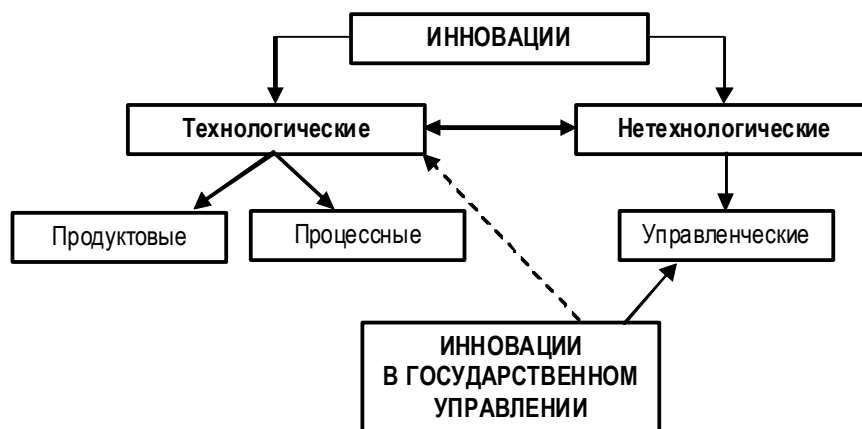 ИННОВАЦИИ
Технологические
Нетехнологические
Продуктовые
Процессные
Управленческие
ИННОВАЦИИ
В ГОСУДАРСТВЕННОМ
УПРАВЛЕНИИ